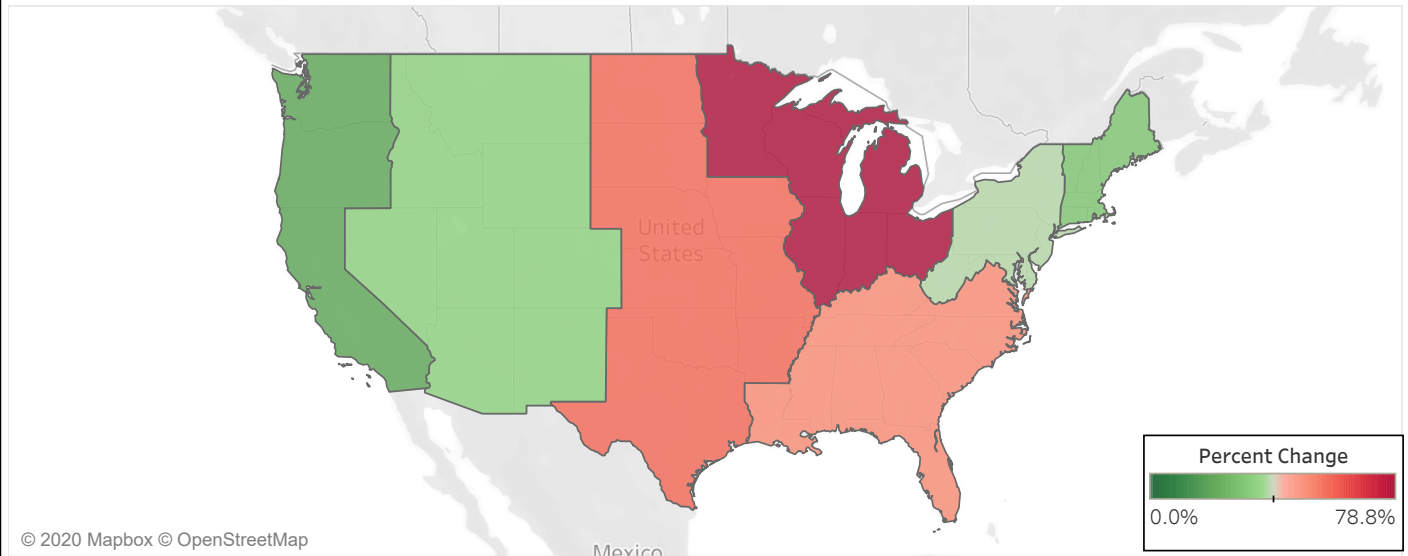 United
States
Percent Change
0.0%
78.8%
© 2020 Mapbox © OpenStreetMap
Mexico